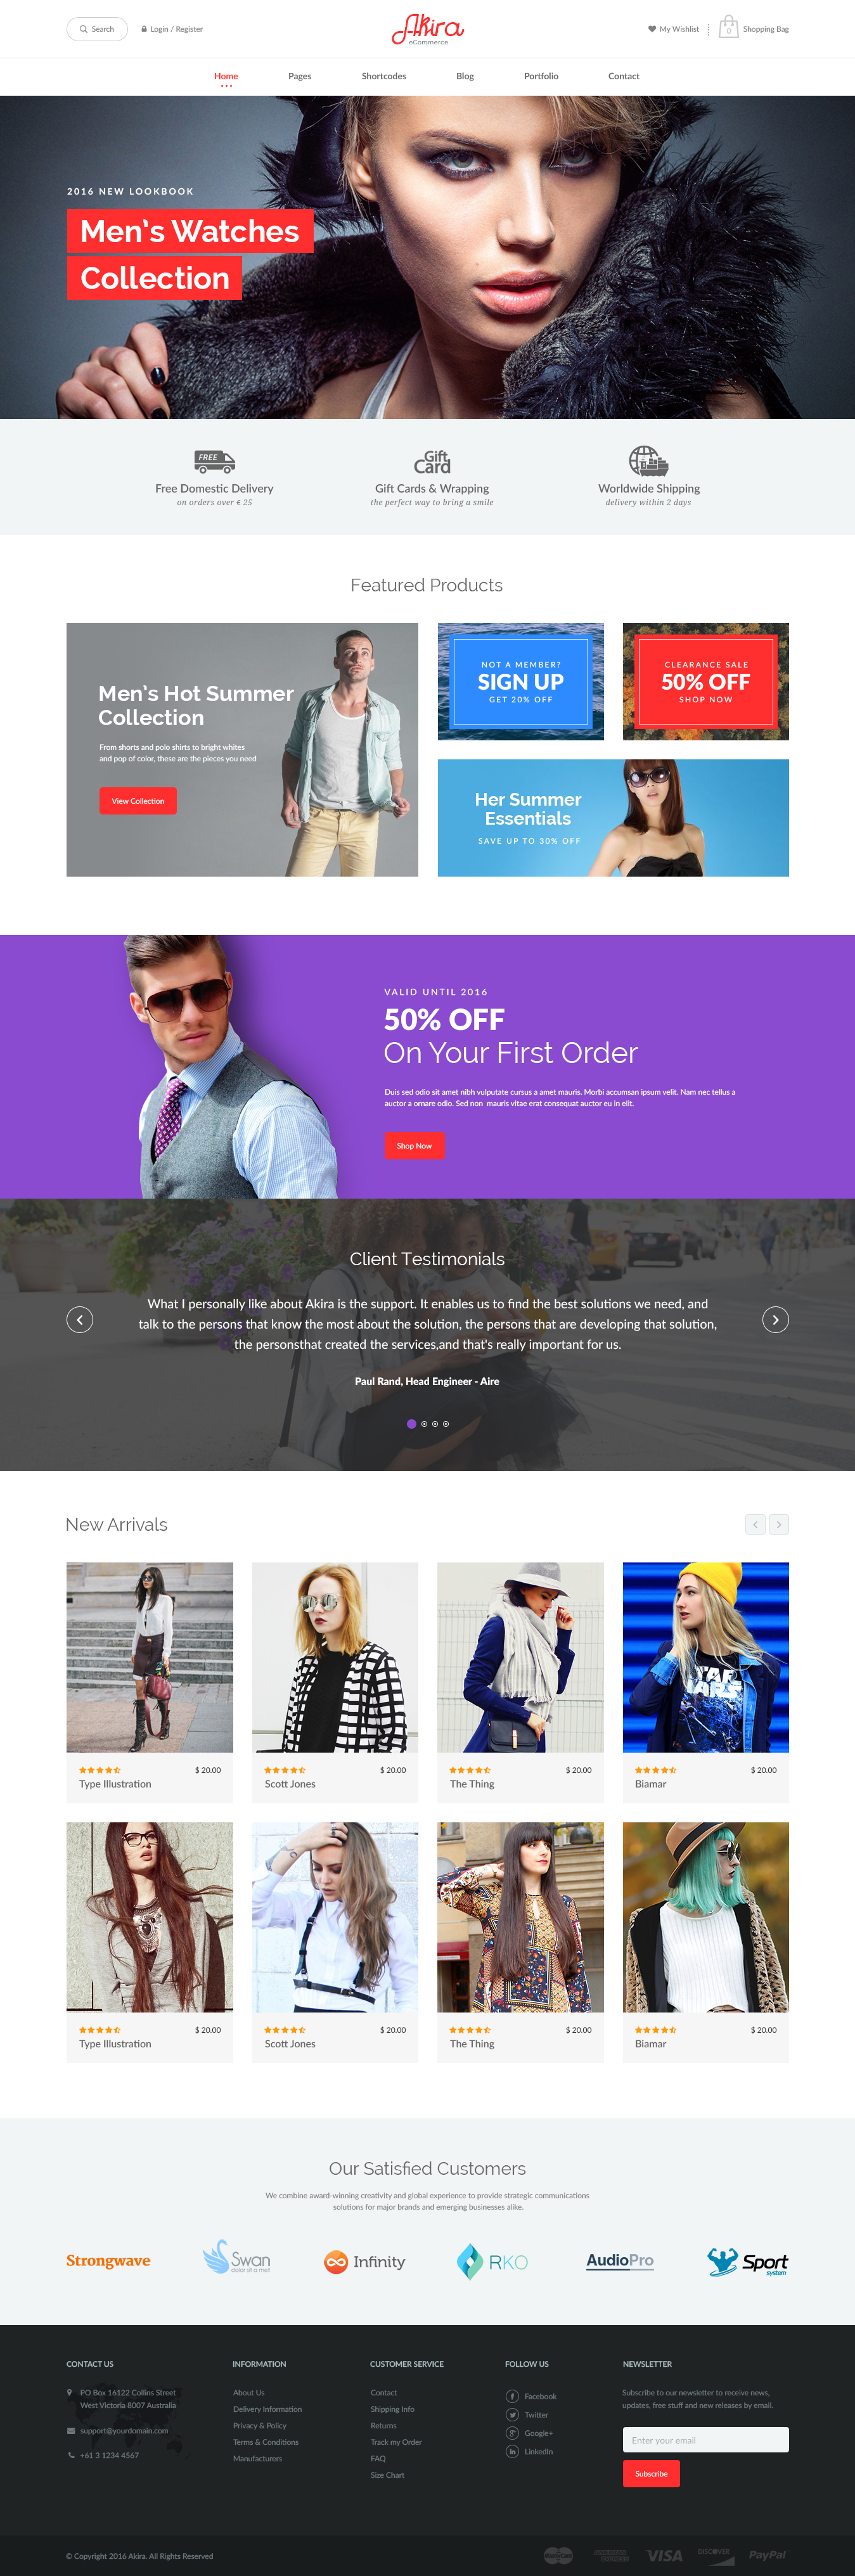 Search
Login / Register
Akira
eCommerce
My Wishlist
0
Shopping Bag
Home
Pages
Shortcodes
Blog
Portfolio
Contact
2016 NEW LOOKBOOK
Men's Watches
Collection
FREE
Free Domestic Delivery
on orders over € 25
Gift
Card
Gift Cards & Wrapping
the perfect way to bring a smile
Worldwide Shipping
delivery within 2 days
Featured Products
Men's Hot Summer
Collection
From shorts and polo shirts to bright whites
and pop of color, these are the pieces you need
View Collection
NOT A MEMBER?
SIGN UP
GET 20% OFF
CLEARANCE SALE
50% OFF
SHOP NOW
Her Summer
Essentials
SAVE UP TO 30% OFF
VALID UNTIL 2016
50% OFF
On Your First Order
Duis sed odio sit amet nibh vulputate cursus a amet mauris. Morbi accumsan ipsum velit. Nam nec tellus a
auctor a ornare odio. Sed non mauris vitae erat consequat auctor eu in elit.
Shop Now
Client Testimonials
What I personally like about Akira is the support. It enables us to find the best solutions we need, and
talk to the persons that know the most about the solution, the persons that are developing that solution,
the personsthat created the services,and that's really important for us.
Paul Rand, Head Engineer - Aire
New Arrivals
$ 20.00
Type Illustration
$ 20.00
Scott Jones
$ 20.00
The Thing
$ 20.00
Biamar
$ 20.00
Type Illustration
$ 20.00
Scott Jones
$ 20.00
The Thing
$ 20.00
Biamar
Our Satisfied Customers
We combine award-winning creativity and global experience to provide strategic communications
solutions for major brands and emerging businesses alike.
Strongwave
Swan
dolor sit a met
Infinity
RKO
AudioPro
Sport
system
CONTACT US
PO Box 16122 Collins Street
West Victoria 8007 Australia
support@yourdomain.com
+61 3 1234 4567
INFORMATION
About Us
Delivery Information
Privacy & Policy
Terms & Conditions
Manufacturers
CUSTOMER SERVICE
Contact
Shipping Info
Returns
Track my Order
FAQ
Size Chart
FOLLOW US
Facebook
Twitter
Google+
LinkedIn
NEWSLETTER
Subscribe to our newsletter to receive news,
updates, free stuff and new releases by email.
Enter your email
Subscribe
© Copyright 2016 Akira. All Rights Reserved
VISA
DISCOVER
PayPal